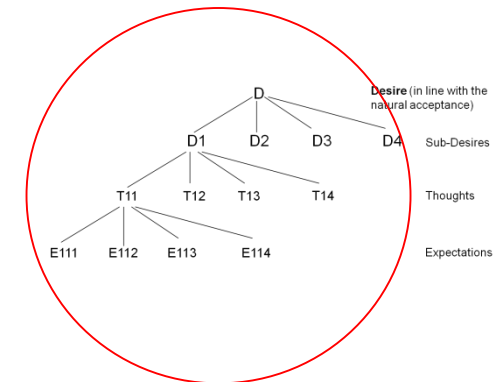 D Desire (in line with the
natural acceptance)
D1 D2 D3 D4 Sub-Desires
T11 T12 T13 T14 Thoughts
E111 E112 E113 E114 Expectations